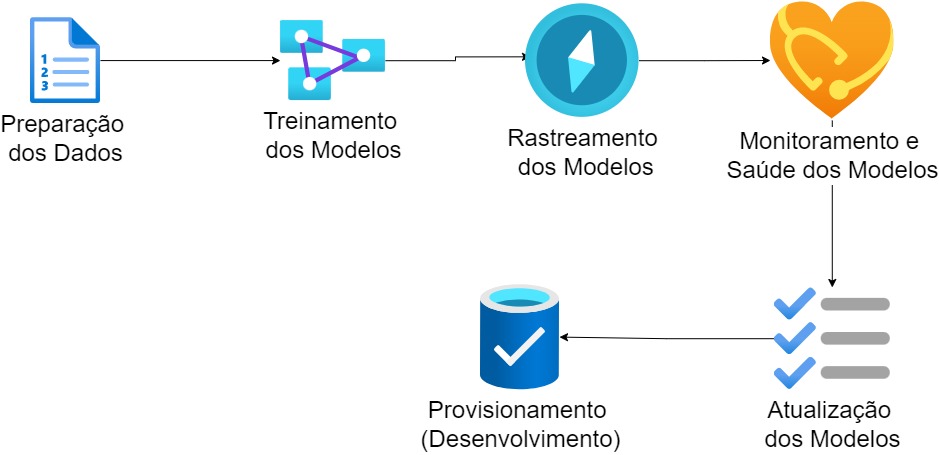 1
2
3
Preparação
dos Dados
Treinamento
dos Modelos
Rastreamento
dos Modelos
Monitoramento e
Saúde dos Modelos
Provisionamento
(Desenvolvimento)
Atualização
dos Modelos